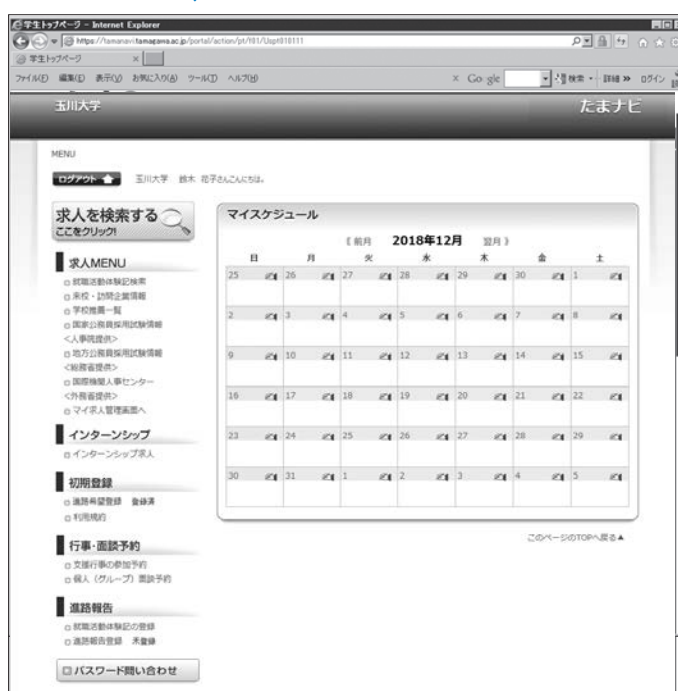 学生トップページ - Internet Explorer
https://tamanavi.tamagawa.ac.jp/portal/action/pt/f01/Uspt010111
学生トップページ ×
ファイル(F) 編集(E) 表示(V) お気に入り(A) ツール(T) ヘルプ(H) × Google 検索 詳細 » ログイン
玉川大学 たまナビ
MENU
ログアウト 玉川大学 鈴木 花子さんこんにちは。
求人を検索する
ここをクリック!
求人MENU
就職活動体験記検索
来校・訪問企業情報
学校推薦一覧
国家公務員採用試験情報
<人事院提供>
地方公務員採用試験情報
<総務省提供>
国際機関人事センター
<外務省提供>
マイ求人管理画面へ
インターンシップ
インターンシップ求人
初期登録
進路希望登録 登録済
利用規約
行事・面談予約
支援行事の参加予約
個人(グループ)面談予約
進路報告
就職活動体験記の登録
進路報告登録 未登録
パスワード問い合わせ
マイスケジュール
《 前月 2018年12月 翌月 》
日 月 火 水 木 金 土
25 26 27 28 29 30 1
2 3 4 5 6 7 8
9 10 11 12 13 14 15
16 17 18 19 20 21 22
23 24 25 26 27 28 29
30 31 1 2 3 4 5
このページのTOPへ戻る▲